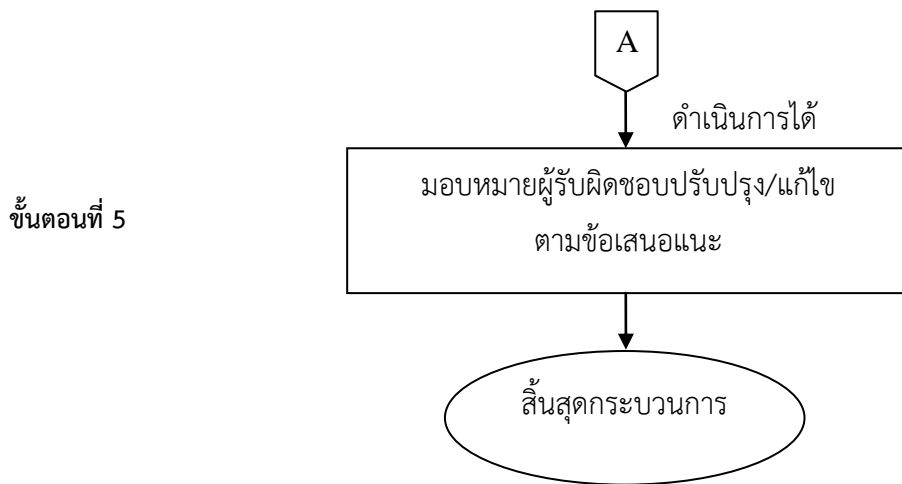 A
ดำเนินการได้
มอบหมายผู้รับผิดชอบปรับปรุง/แก้ไข
ขั้นตอนที่ 5
ตามข้อเสนอแนะ
สิ้นสุดกระบวนการ